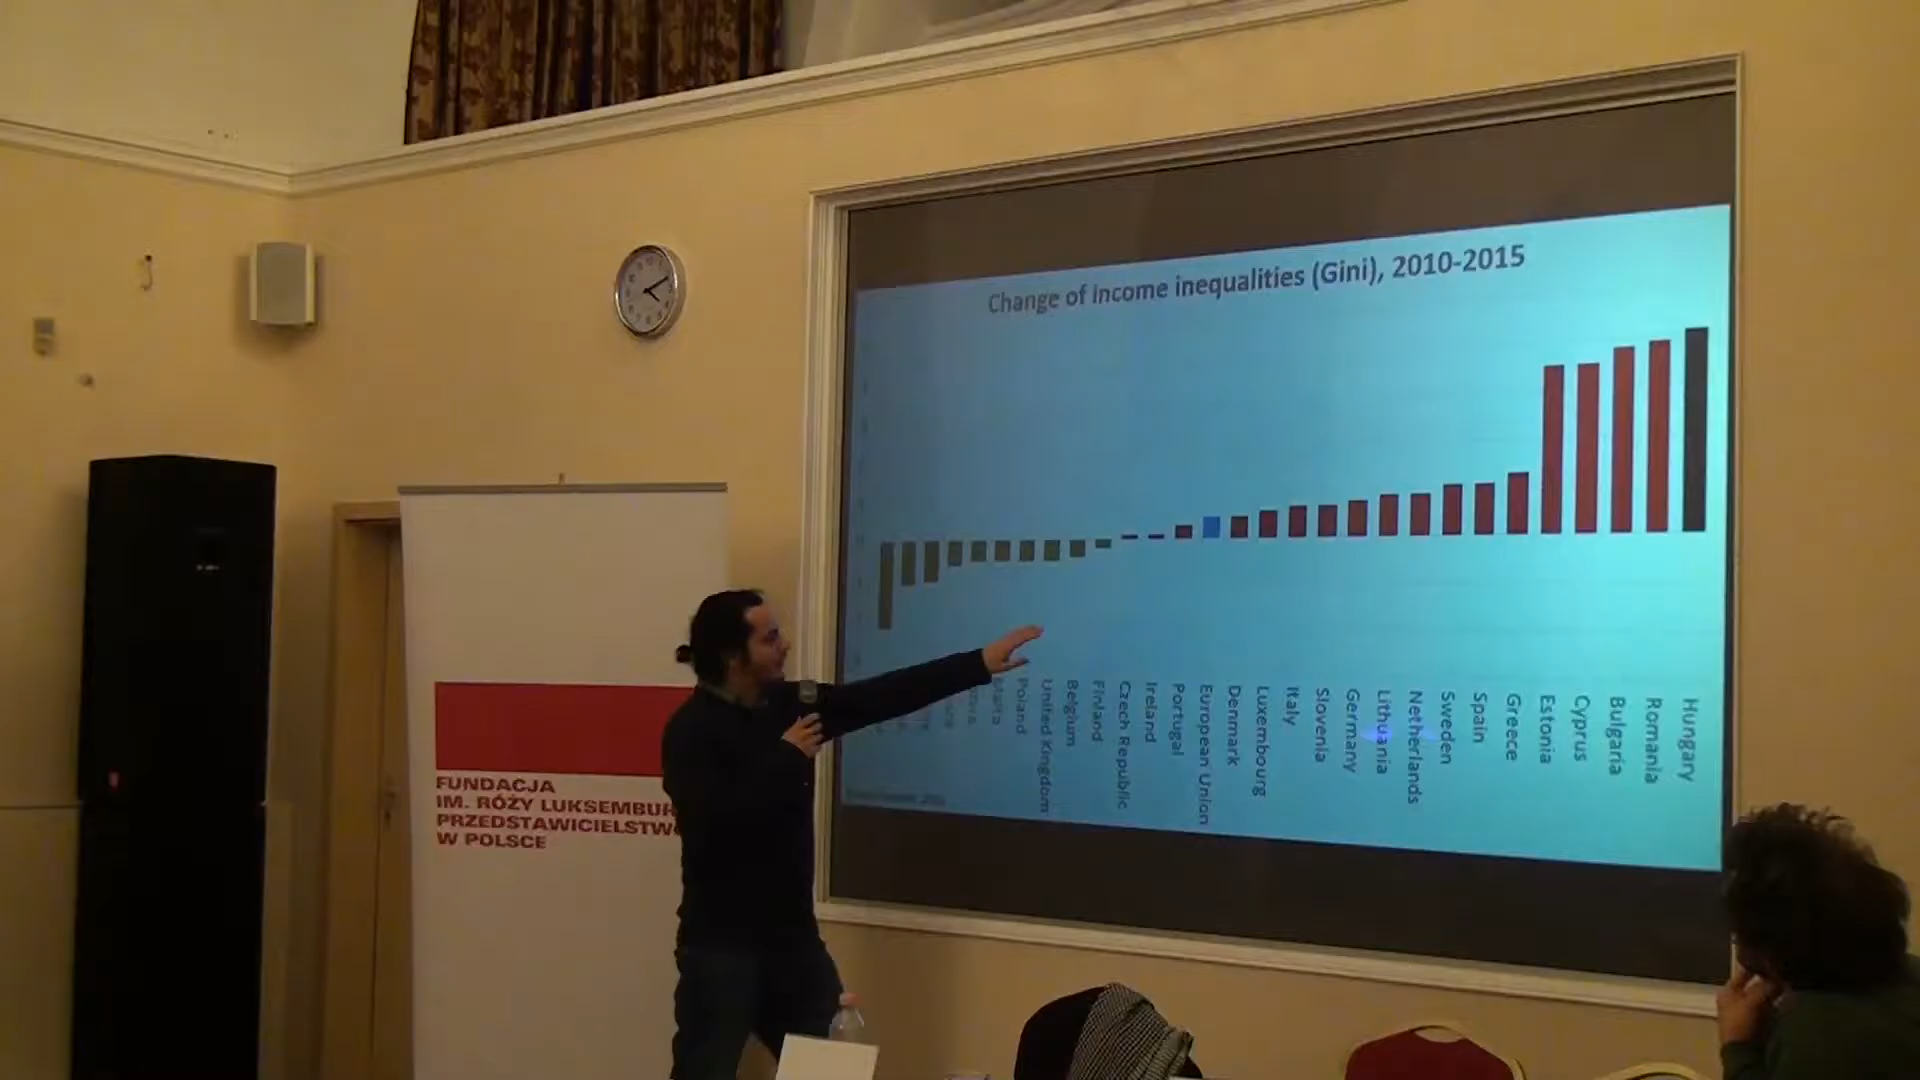 Change of income inequalities (Gini), 2010-2015
Malta
Poland
United Kingdom
Belgium
Finland
Czech Republic
Ireland
Portugal
European Union
Denmark
Luxembourg
Italy
Slovenia
Germany
Lithuania
Netherlands
Sweden
Spain
Greece
Estonia
Cyprus
Bulgaria
Romania
Hungary
FUNDACJA
IM. RÓŻY LUKSEMBUR
PRZEDSTAWICIELSTW
W POLSCE